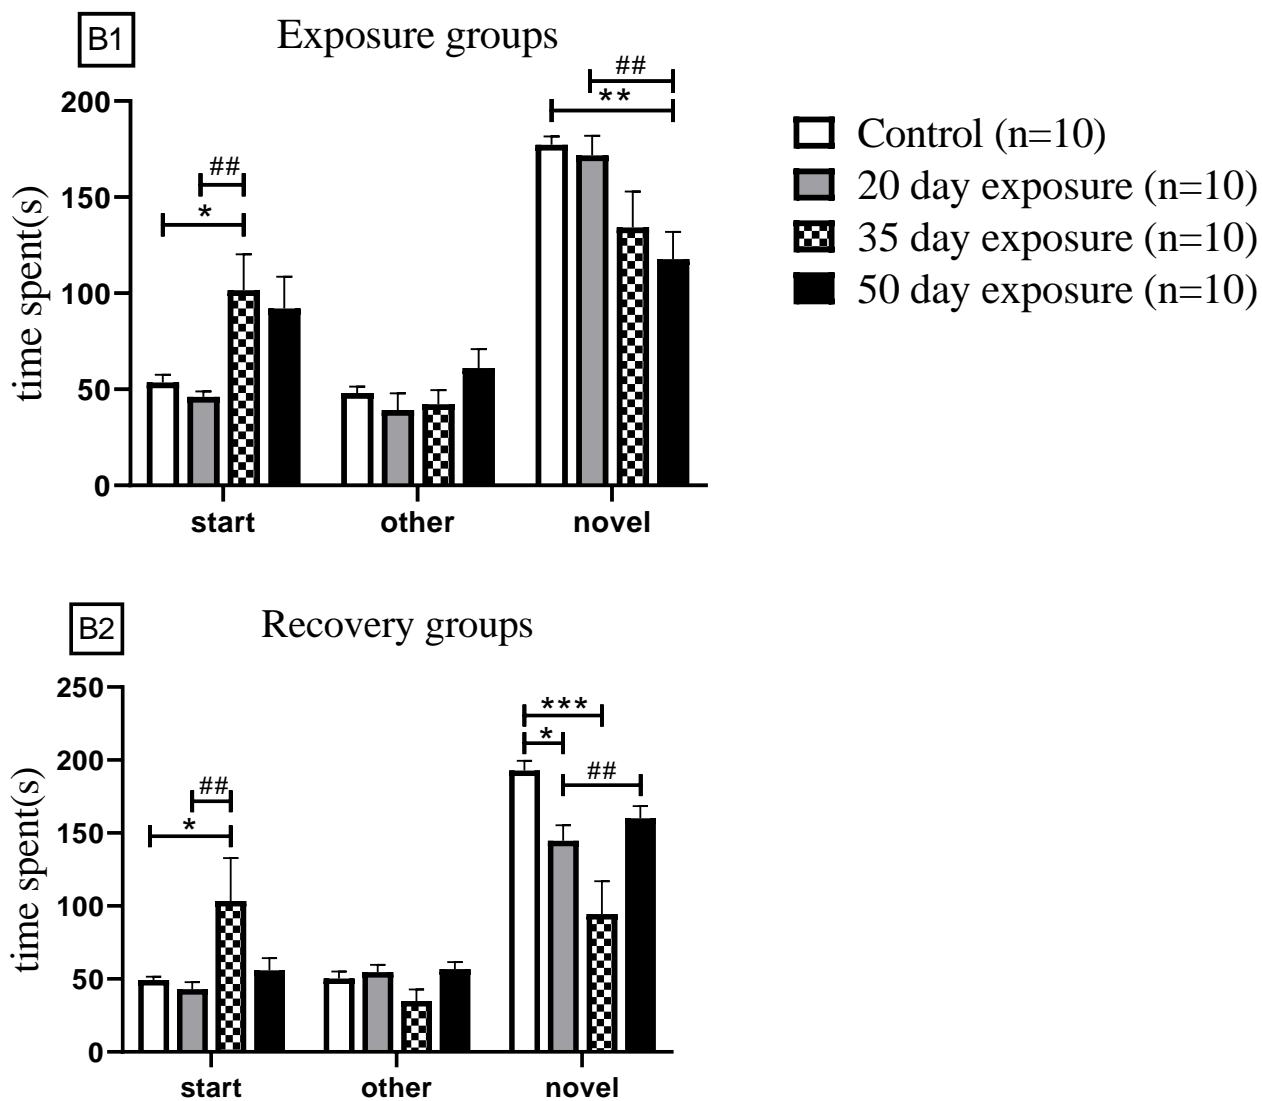 B1
Exposure groups
##
**
200
##
150
*
time spent(s)
100
50
0
start other novel
Control (n=10)
20 day exposure (n=10)
35 day exposure (n=10)
50 day exposure (n=10)
B2
Recovery groups
250
***
*
200
##
##
150
*
time spent(s)
100
50
0
start other novel